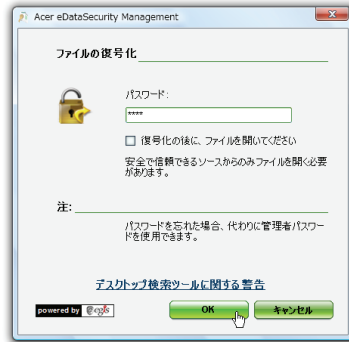 Acer eDataSecurity Management
ファイルの復号化
パスワード:
****
復号化の後に、ファイルを開いてください
安全で信頼できるソースからのみファイルを開く必要
があります。
注:
パスワードを忘れた場合、代わりに管理者パスワー
ドを使用できます。
デスクトップ検索ツールに関する警告
powered by egis
OK
キャンセル